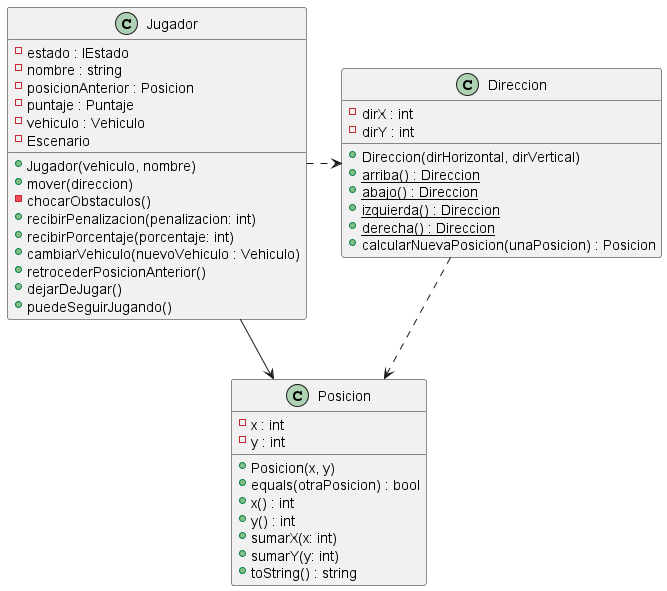 C Jugador
estado : IEstado
nombre : string
posicionAnterior : Posicion
puntaje : Puntaje
vehiculo : Vehiculo
Escenario
Jugador(vehiculo, nombre)
mover(direccion)
chocarObstaculos()
recibirPenalizacion(penalizacion: int)
recibirPorcentaje(porcentaje: int)
cambiarVehiculo(nuevoVehiculo : Vehiculo)
retrocederPosicionAnterior()
dejarDeJugar()
puedeSeguirJugando()
C Direccion
dirX : int
dirY : int
Direccion(dirHorizontal, dirVertical)
arriba() : Direccion
abajo() : Direccion
izquierda() : Direccion
derecha() : Direccion
calcularNuevaPosicion(unaPosicion) : Posicion
C Posicion
x : int
y : int
Posicion(x, y)
equals(otraPosicion) : bool
x() : int
y() : int
sumarX(x: int)
sumarY(y: int)
toString() : string